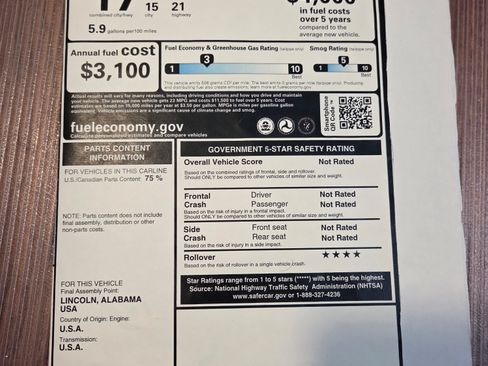 17 15 21 $1,000
combined city/hwy city highway in fuel costs
over 5 years
5.9 gallons per 100 miles compared to the
average new vehicle.
Annual fuel cost
$3,100
Fuel Economy & Greenhouse Gas Rating (tailpipe only) Smog Rating (tailpipe only)
3 5
1 10 1 10
Best Best
Actual results will vary for many reasons, including driving conditions and how you drive and maintain
your vehicle. The average new vehicle gets 22 MPG and costs $11,500 to fuel over 5 years. Cost
estimates are based on 15,000 miles per year at $3.50 per gallon. MPGe is miles per gasoline gallon
equivalent. Vehicle emissions are a significant cause of climate change and smog.
fueleconomy.gov
Calculate personalized estimates and compare vehicles
Smartphone
QR Code™
PARTS CONTENT
INFORMATION
FOR VEHICLES IN THIS CARLINE
U.S./Canadian Parts Content: 75 %
NOTE: Parts content does not include
final assembly, distribution or other
non-parts costs.
FOR THIS VEHICLE
Final Assembly Point:
LINCOLN, ALABAMA
USA
Country of Origin: Engine:
U.S.A.
Transmission:
U.S.A.
GOVERNMENT 5-STAR SAFETY RATING
Overall Vehicle Score Not Rated
Based on the combined ratings of frontal, side and rollover.
Should ONLY be compared to other vehicles of similar size and weight.
Frontal Driver Not Rated
Crash Passenger Not Rated
Based on the risk of injury in a frontal impact.
Should ONLY be compared to other vehicles of similar size and weight.
Side Front seat Not Rated
Crash Rear seat Not Rated
Based on the risk of injury in a side impact.
Rollover ★★★★
Based on the risk of rollover in a single vehicle crash.
Star Ratings range from 1 to 5 stars (★★★★★) with 5 being the highest.
Source: National Highway Traffic Safety Administration (NHTSA)
www.safercar.gov or 1-888-327-4236